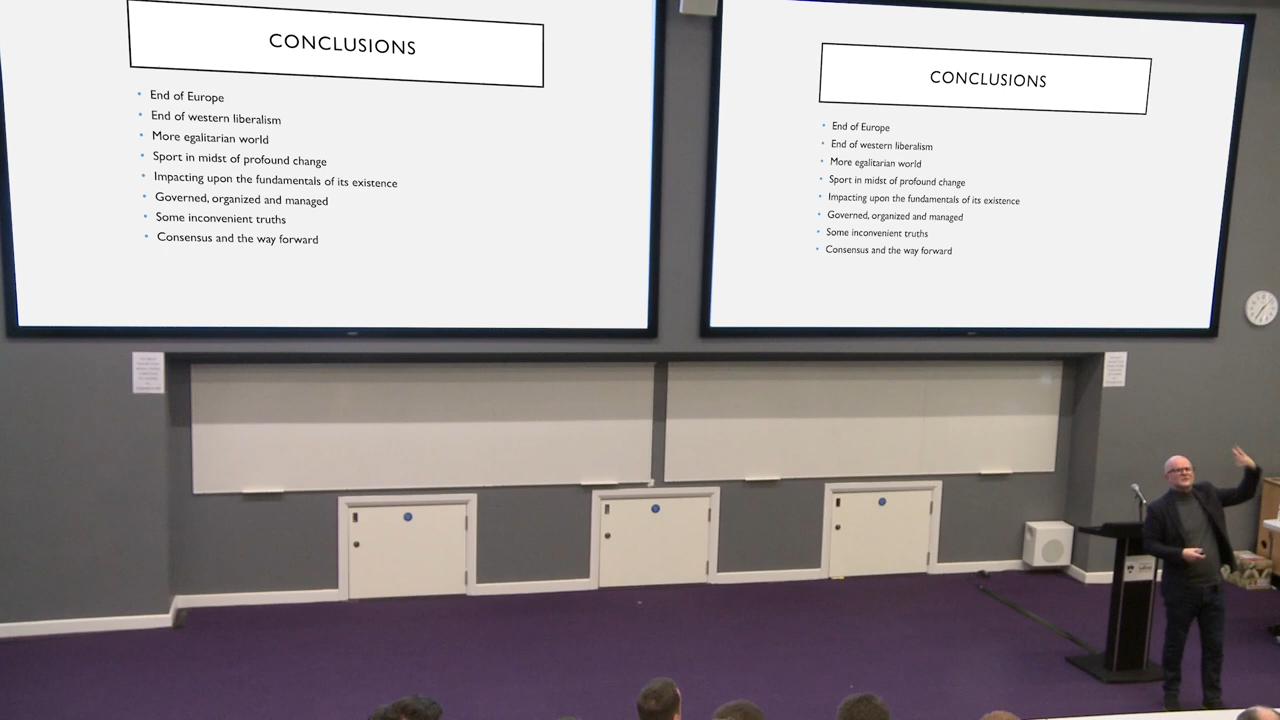 CONCLUSIONS
End of Europe
End of western liberalism
More egalitarian world
Sport in midst of profound change
Impacting upon the fundamentals of its existence
Governed, organized and managed
Some inconvenient truths
Consensus and the way forward
CONCLUSIONS
End of Europe
End of western liberalism
More egalitarian world
Sport in midst of profound change
Impacting upon the fundamentals of its existence
Governed, organized and managed
Some inconvenient truths
Consensus and the way forward